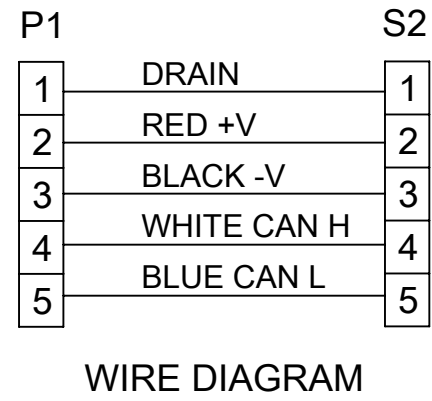 P1 S2
1 DRAIN 1
2 RED +V 2
3 BLACK -V 3
4 WHITE CAN H 4
5 BLUE CAN L 5
WIRE DIAGRAM